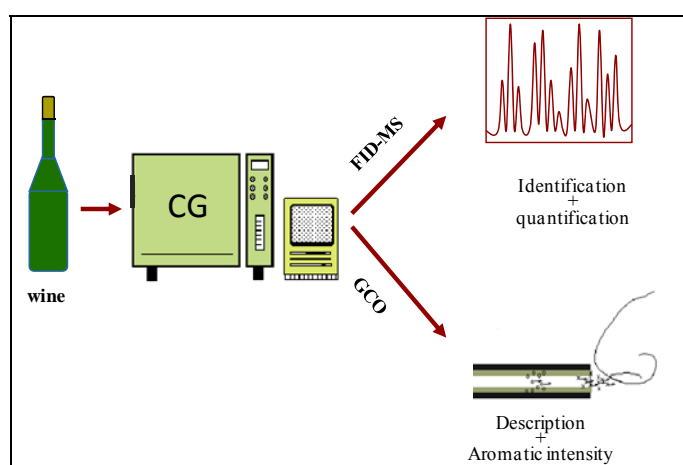 wine
CG
FID-MS
GCO
Identification
+
quantification
Description
+
Aromatic intensity